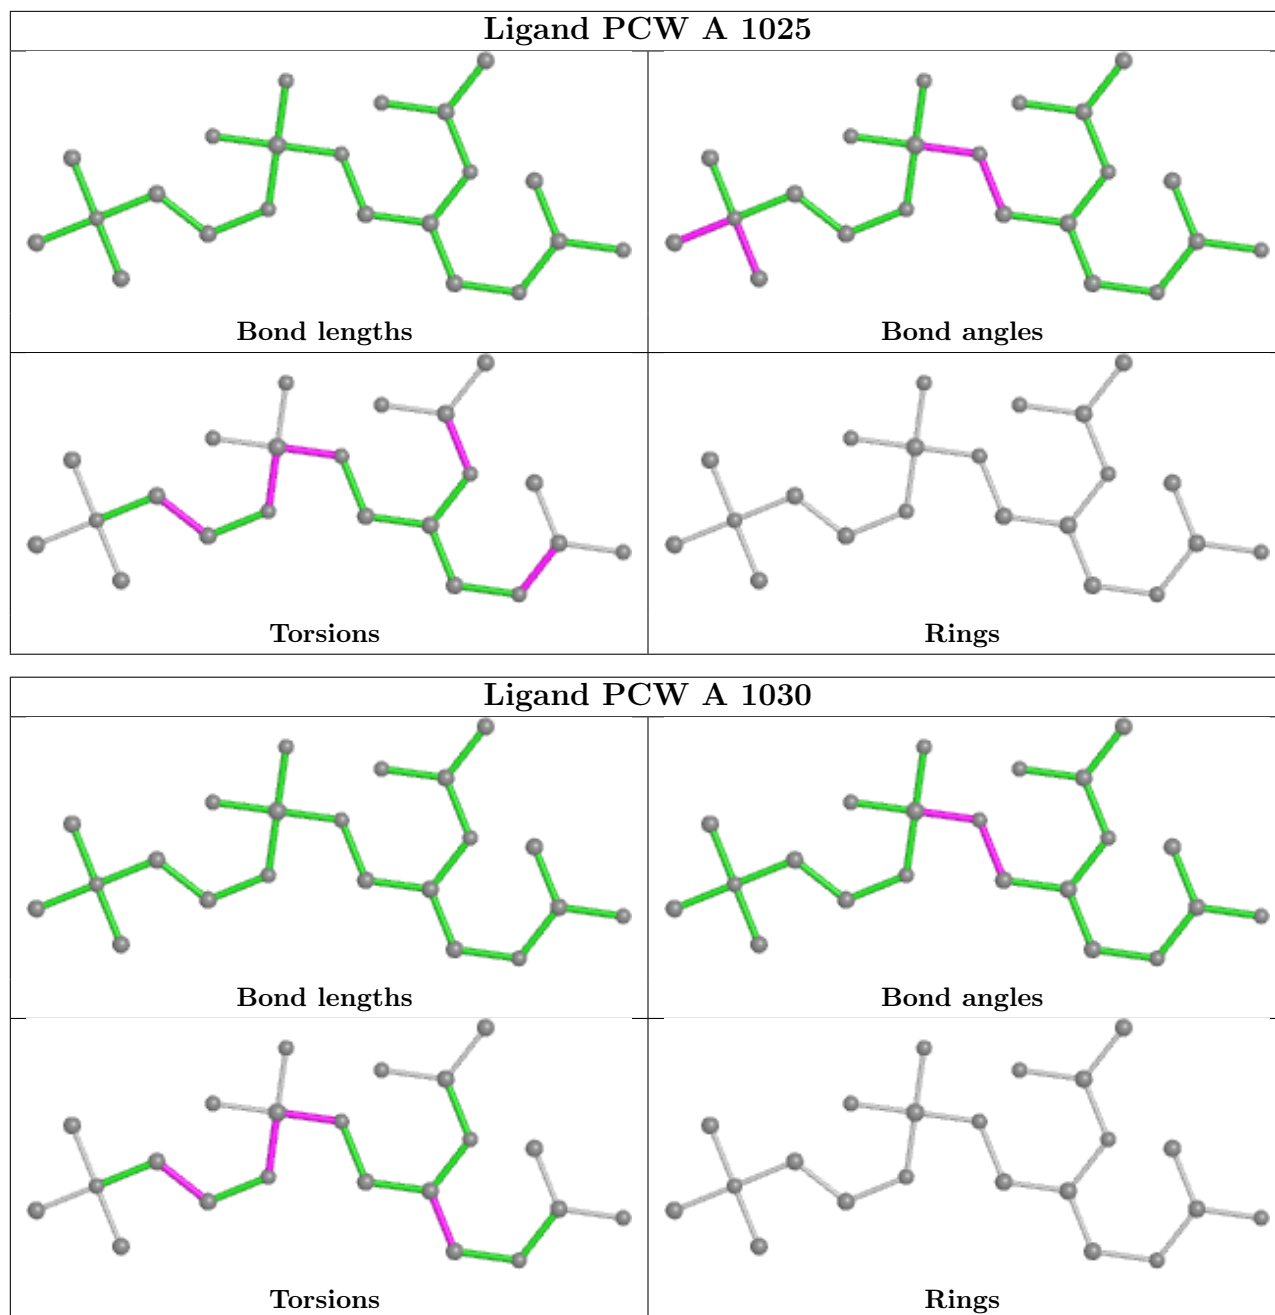 Ligand PCW A 1025
Bond lengths
Bond angles
Torsions
Rings
Ligand PCW A 1030
Bond lengths
Bond angles
Torsions
Rings